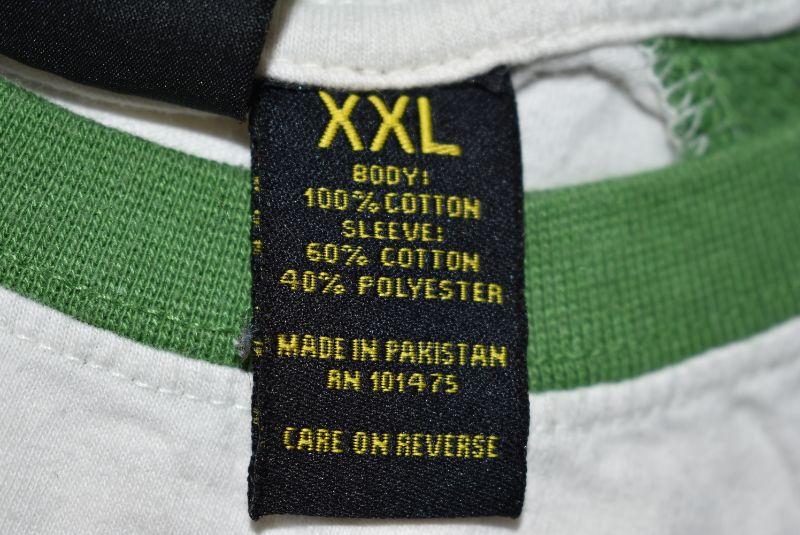 XXL
BODY:
100% COTTON
SLEEVE:
60% COTTON
40% POLYESTER
MADE IN PAKISTAN
RN 101475
CARE ON REVERSE